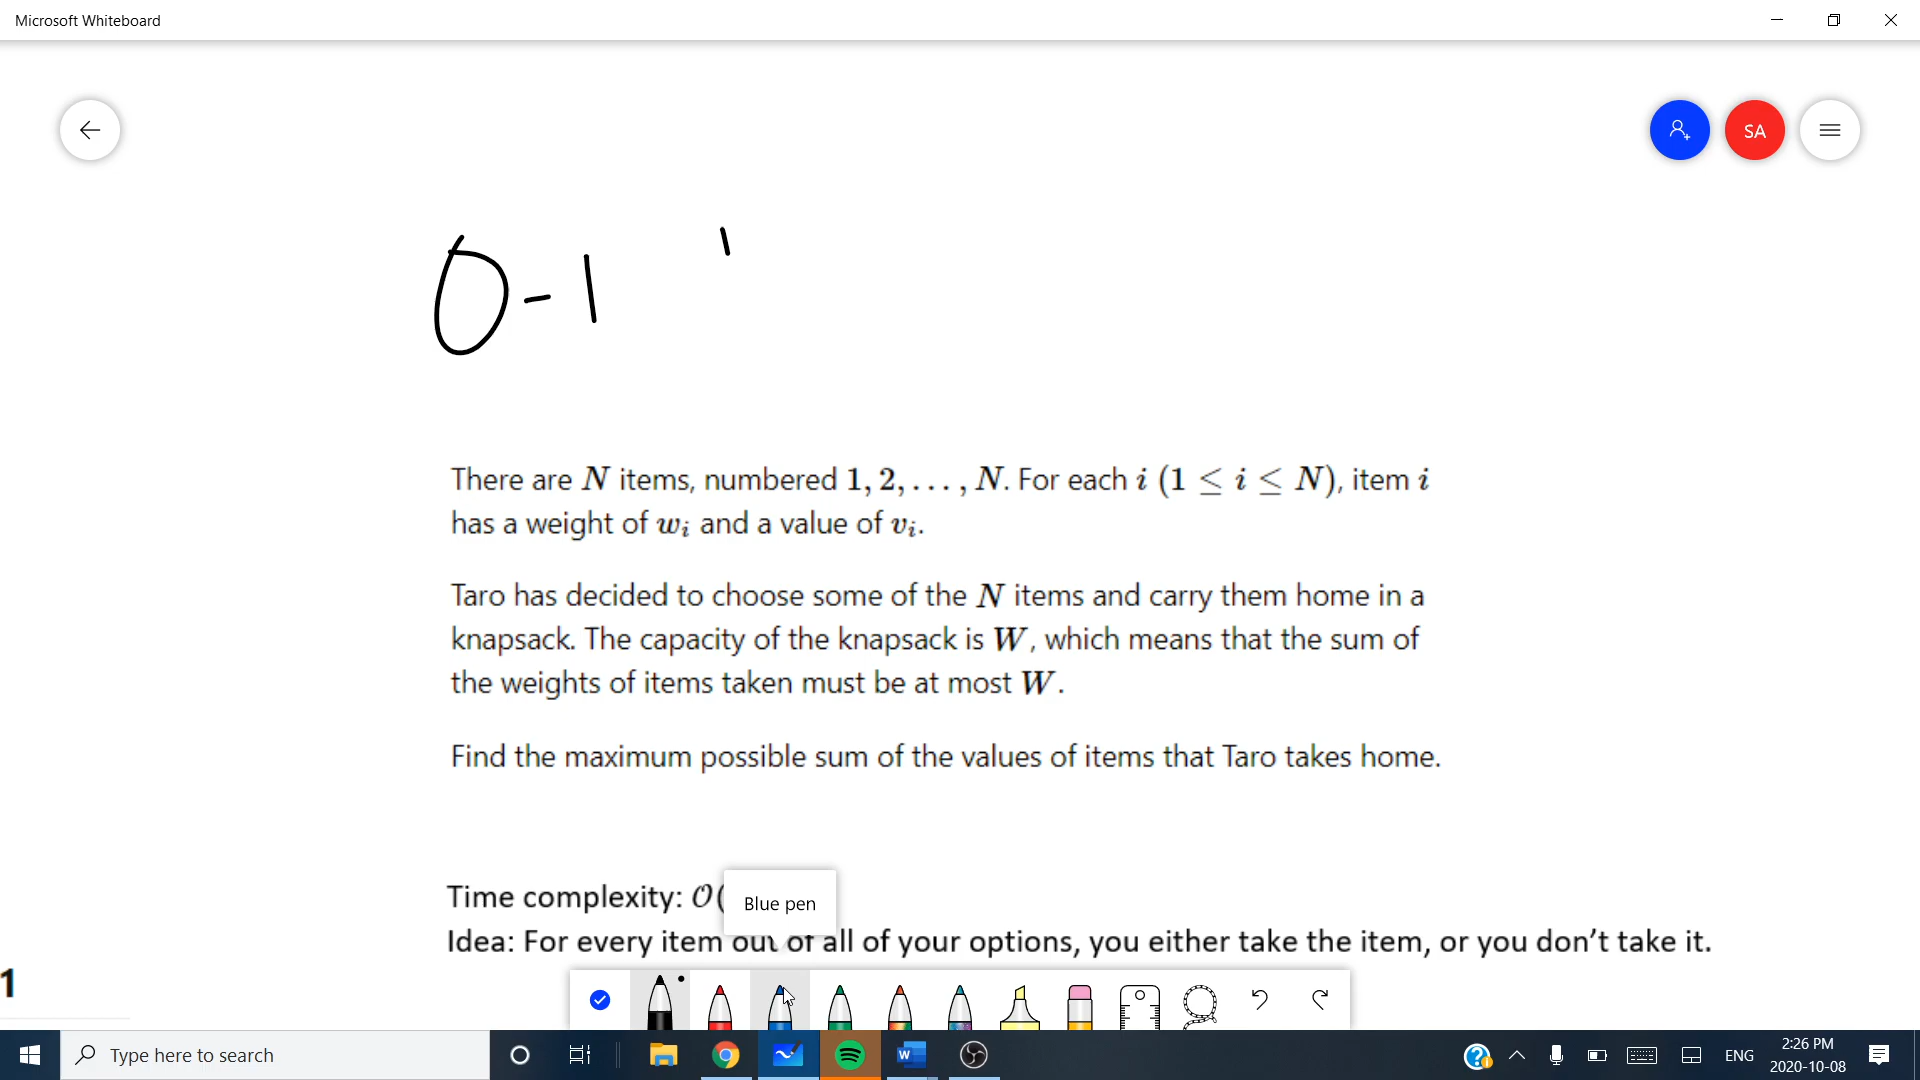 Microsoft Whiteboard
SA
0-1 '
There are N items, numbered 1, 2, . . . , N. For each i (1 ≤ i ≤ N), item i
has a weight of wᵢ and a value of vᵢ.
Taro has decided to choose some of the N items and carry them home in a
knapsack. The capacity of the knapsack is W, which means that the sum of
the weights of items taken must be at most W.
Find the maximum possible sum of the values of items that Taro takes home.
Time complexity: O(
Blue pen
Idea: For every item out of all of your options, you either take the item, or you don't take it.
1
Type here to search
ENG
2:26 PM
2020-10-08